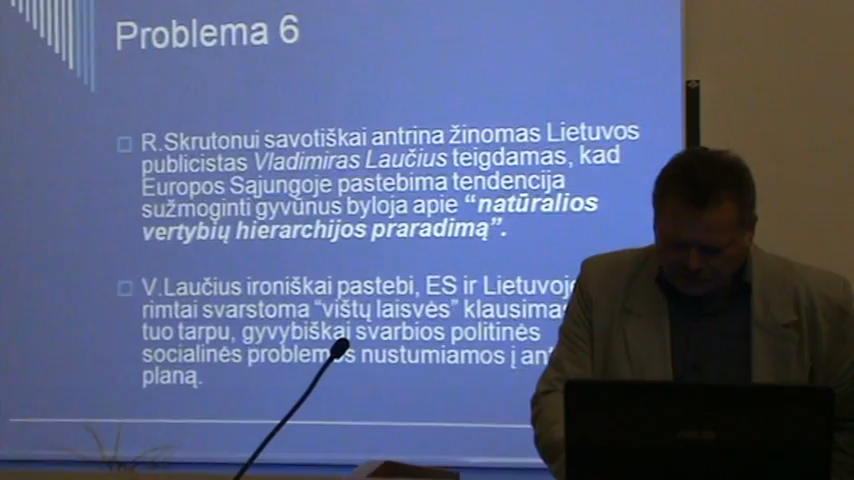 Problema 6
R.Skrutonui savotiškai antrina žinomas Lietuvos
publicistas Vladimiras Laučius teigdamas, kad
Europos Sąjungoje pastebima tendencija
sužmoginti gyvūnus byloja apie “natūralios
vertybių hierarchijos praradimą”.
V.Laučius ironiškai pastebi, ES ir Lietuvoje
rimtai svarstoma “vištų laisvės” klausimas
tuo tarpu, gyvybiškai svarbios politinės
socialinės problemos nustumiamos į
planą.